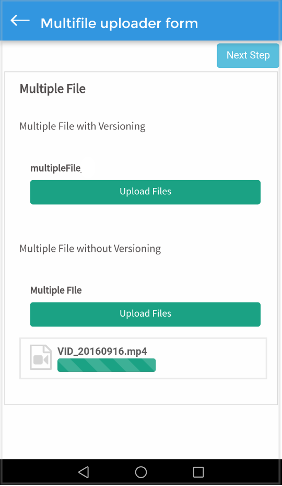 Multifile uploader form
Next Step
Multiple File
Multiple File with Versioning
multipleFile
Upload Files
Multiple File without Versioning
Multiple File
Upload Files
VID_20160916.mp4